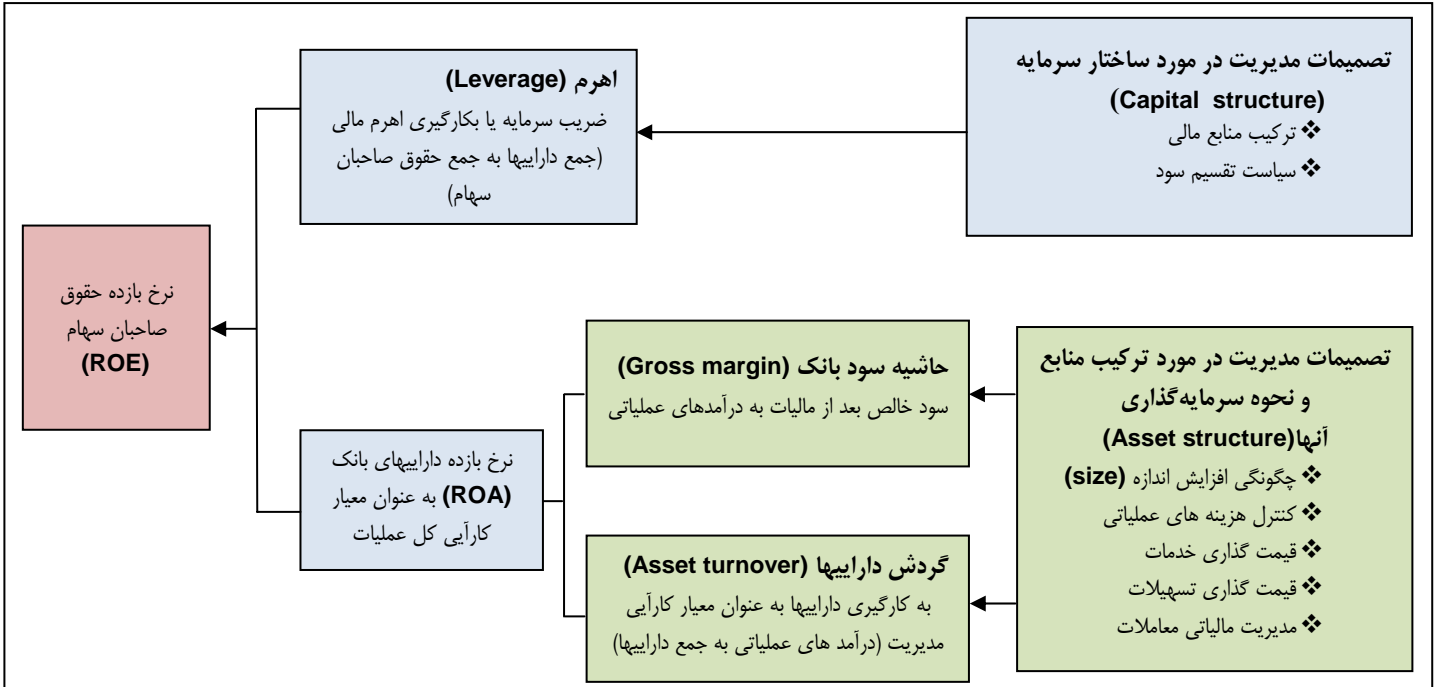 تصمیمات مدیریت در مورد ساختار سرمایه
(Capital structure)
❖ ترکیب منابع مالی
❖ سیاست تقسیم سود
اهرم (Leverage)
ضریب سرمایه یا بکارگیری اهرم مالی
(جمع داراییها به جمع حقوق صاحبان
سهام)
تصمیمات مدیریت در مورد ترکیب منابع
و نحوه سرمایه‌گذاری
آنها(Asset structure)
❖ چگونگی افزایش اندازه (size)
❖ کنترل هزینه های عملیاتی
❖ قیمت گذاری خدمات
❖ قیمت گذاری تسهیلات
❖ مدیریت مالیاتی معاملات
حاشیه سود بانک (Gross margin)
سود خالص بعد از مالیات به درآمدهای عملیاتی
گردش داراییها (Asset turnover)
به کارگیری داراییها به عنوان معیار کارآیی
مدیریت (درآمد های عملیاتی به جمع داراییها)
نرخ بازده داراییهای بانک
(ROA) به عنوان معیار
کارآیی کل عملیات
نرخ بازده حقوق
صاحبان سهام
(ROE)